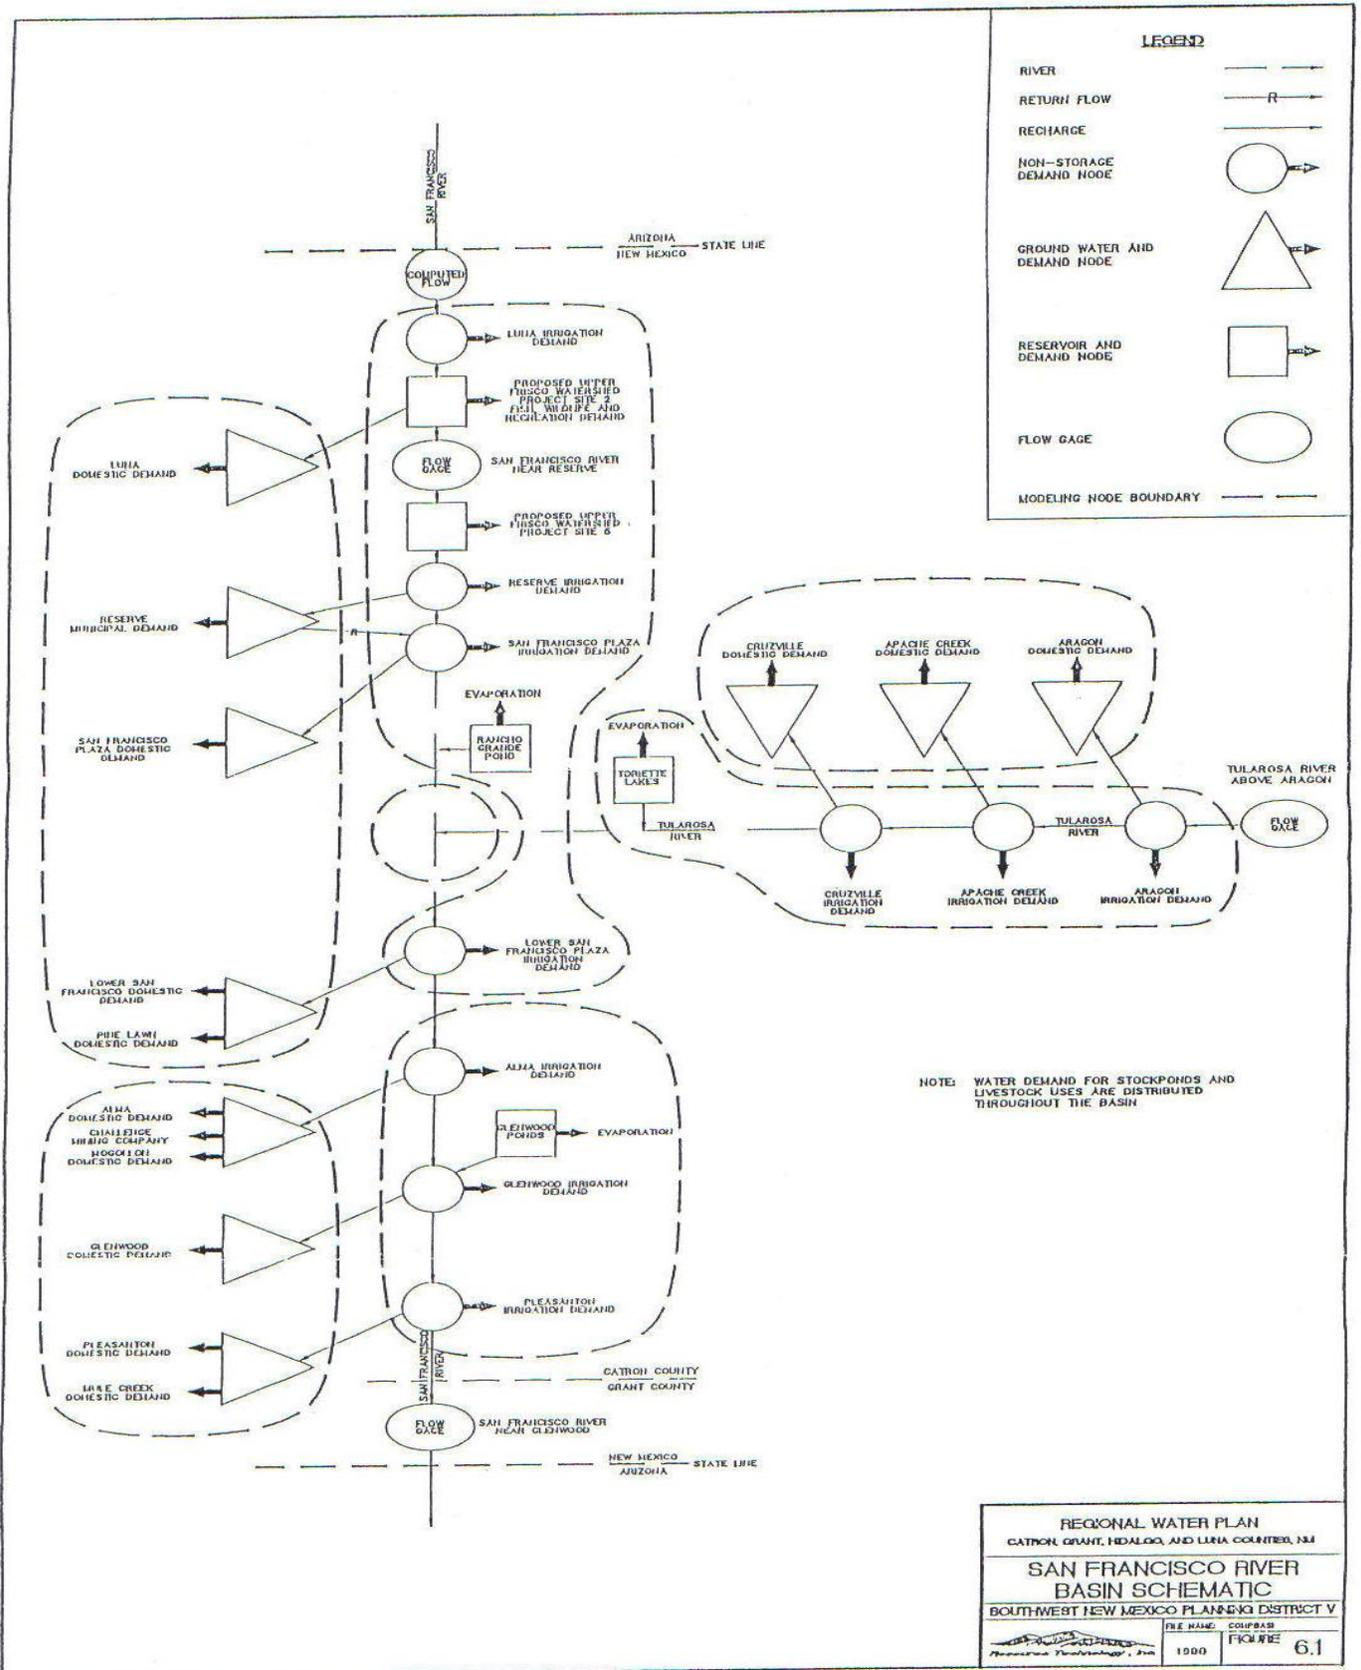 LEGEND
RIVER
RETURN FLOW
R
RECHARGE
NON-STORAGE
DEMAND NODE
GROUND WATER AND
DEMAND NODE
RESERVOIR AND
DEMAND NODE
FLOW GAGE
MODELING NODE BOUNDARY
SAN FRANCISCO
RIVER
ARIZONA
NEW MEXICO
STATE LINE
COMPUTED
FLOW
LUNA IRRIGATION
DEMAND
PROPOSED UPPER
FRISCO WATERSHED
PROJECT SITE 2
FISH, WILDLIFE AND
RECREATION DEMAND
LUNA
DOMESTIC DEMAND
FLOW
GAGE
SAN FRANCISCO RIVER
NEAR RESERVE
PROPOSED UPPER
FRISCO WATERSHED
PROJECT SITE 6
RESERVE IRRIGATION
DEMAND
RESERVE
MUNICIPAL DEMAND
R
SAN FRANCISCO PLAZA
IRRIGATION DEMAND
SAN FRANCISCO
PLAZA DOMESTIC
DEMAND
EVAPORATION
RANCHO
GRANDE
POND
EVAPORATION
TORIETTE
LAKES
CRUZVILLE
DOMESTIC DEMAND
APACHE CREEK
DOMESTIC DEMAND
ARAGON
DOMESTIC DEMAND
TULAROSA RIVER
ABOVE ARAGON
TULAROSA
RIVER
TULAROSA
RIVER
FLOW
GAGE
CRUZVILLE
IRRIGATION
DEMAND
APACHE CREEK
IRRIGATION DEMAND
ARAGON
IRRIGATION DEMAND
LOWER SAN
FRANCISCO PLAZA
IRRIGATION
DEMAND
LOWER SAN
FRANCISCO DOMESTIC
DEMAND
PINE LAWN
DOMESTIC DEMAND
ALMA IRRIGATION
DEMAND
NOTE: WATER DEMAND FOR STOCKPONDS AND
LIVESTOCK USES ARE DISTRIBUTED
THROUGHOUT THE BASIN
ALMA
DOMESTIC DEMAND
CHALLENGE
MINING COMPANY
MOGOLLON
DOMESTIC DEMAND
GLENWOOD
PONDS
EVAPORATION
GLENWOOD IRRIGATION
DEMAND
GLENWOOD
DOMESTIC DEMAND
PLEASANTON
IRRIGATION DEMAND
PLEASANTON
DOMESTIC DEMAND
MULE CREEK
DOMESTIC DEMAND
SAN FRANCISCO
RIVER
CATRON COUNTY
GRANT COUNTY
FLOW
GAGE
SAN FRANCISCO RIVER
NEAR GLENWOOD
NEW MEXICO
ARIZONA
STATE LINE
REGIONAL WATER PLAN
CATRON, GRANT, HIDALGO, AND LUNA COUNTIES, NM
SAN FRANCISCO RIVER
BASIN SCHEMATIC
SOUTHWEST NEW MEXICO PLANNING DISTRICT V
Resource Technology, Inc
FILE NAME: COMPBASI
1990
FIGURE 6.1